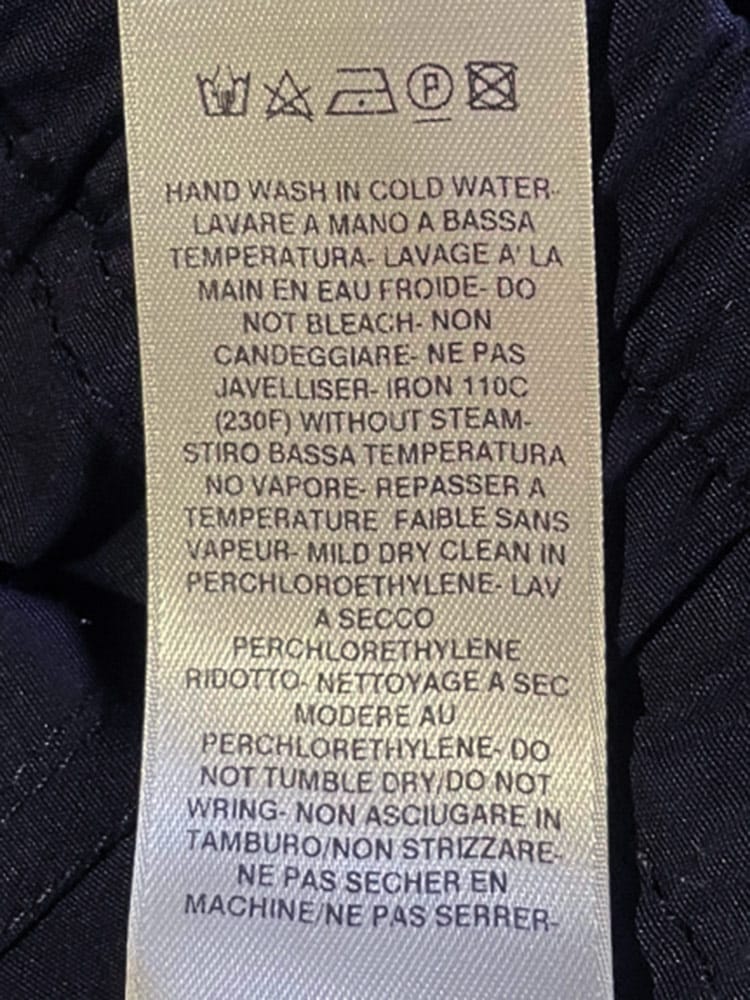 P
HAND WASH IN COLD WATER-
LAVARE A MANO A BASSA
TEMPERATURA- LAVAGE A' LA
MAIN EN EAU FROIDE- DO
NOT BLEACH- NON
CANDEGGIARE- NE PAS
JAVELLISER- IRON 110C
(230F) WITHOUT STEAM-
STIRO BASSA TEMPERATURA
NO VAPORE- REPASSER A
TEMPERATURE FAIBLE SANS
VAPEUR- MILD DRY CLEAN IN
PERCHLOROETHYLENE- LAV
A SECCO
PERCHLORETHYLENE
RIDOTTO- NETTOYAGE A SEC
MODERE AU
PERCHLORETHYLENE- DO
NOT TUMBLE DRY/DO NOT
WRING- NON ASCIUGARE IN
TAMBURO/NON STRIZZARE-
NE PAS SECHER EN
MACHINE/NE PAS SERRER-